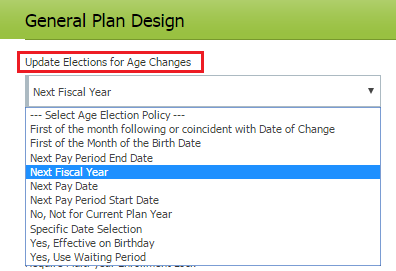 General Plan Design
Update Elections for Age Changes
Next Fiscal Year
--- Select Age Election Policy ---
First of the month following or coincident with Date of Change
First of the Month of the Birth Date
Next Pay Period End Date
Next Fiscal Year
Next Pay Date
Next Pay Period Start Date
No, Not for Current Plan Year
Specific Date Selection
Yes, Effective on Birthday
Yes, Use Waiting Period